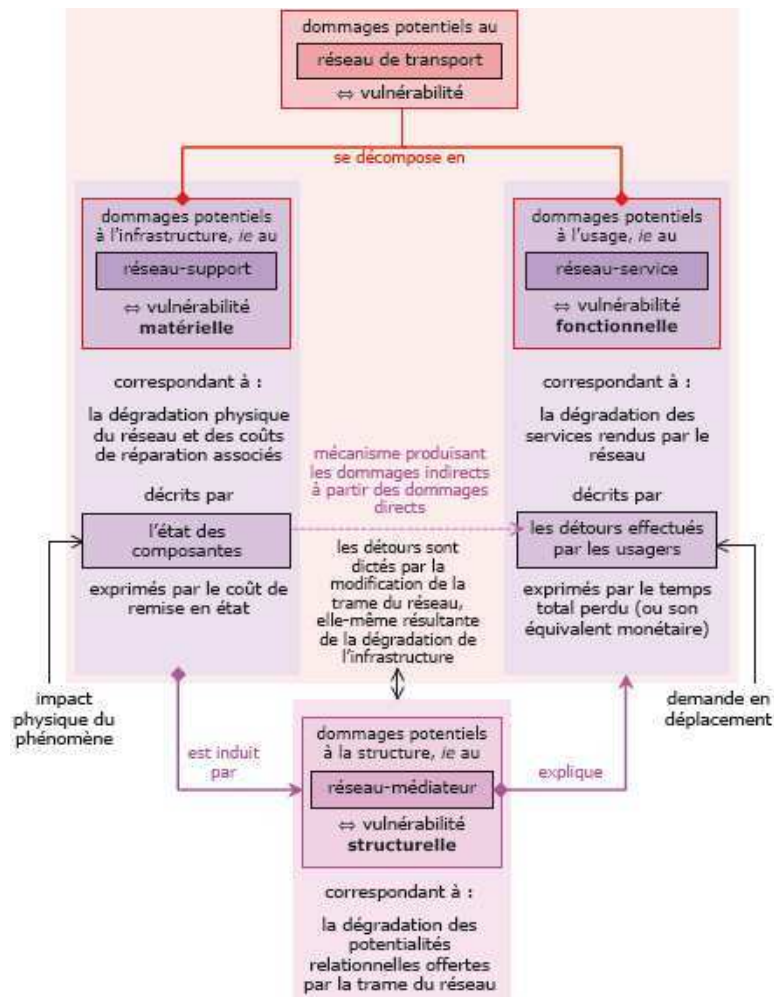 dommages potentiels au
réseau de transport
⇔ vulnérabilité
se décompose en
dommages potentiels
à l'infrastructure, ie au
réseau-support
⇔ vulnérabilité
matérielle
correspondant à :
la dégradation physique
du réseau et des coûts
de réparation associés
décrits par
l'état des
composantes
exprimés par le coût de
remise en état
impact
physique du
phénomène
dommages potentiels
à l'usage, ie au
réseau-service
⇔ vulnérabilité
fonctionnelle
correspondant à :
la dégradation des
services rendus par le
réseau
décrits par
les détours effectués
par les usagers
exprimés par le temps
total perdu (ou son
équivalent monétaire)
demande en
déplacement
mécanisme produisant
les dommages indirects
à partir des dommages
directs
les détours sont
dictés par la
modification de la
trame du réseau,
elle-même résultante
de la dégradation de
l'infrastructure
est induit
par
explique
dommages potentiels
à la structure, ie au
réseau-médiateur
⇔ vulnérabilité
structurelle
correspondant à :
la dégradation des
potentialités
relationnelles offertes
par la trame du réseau